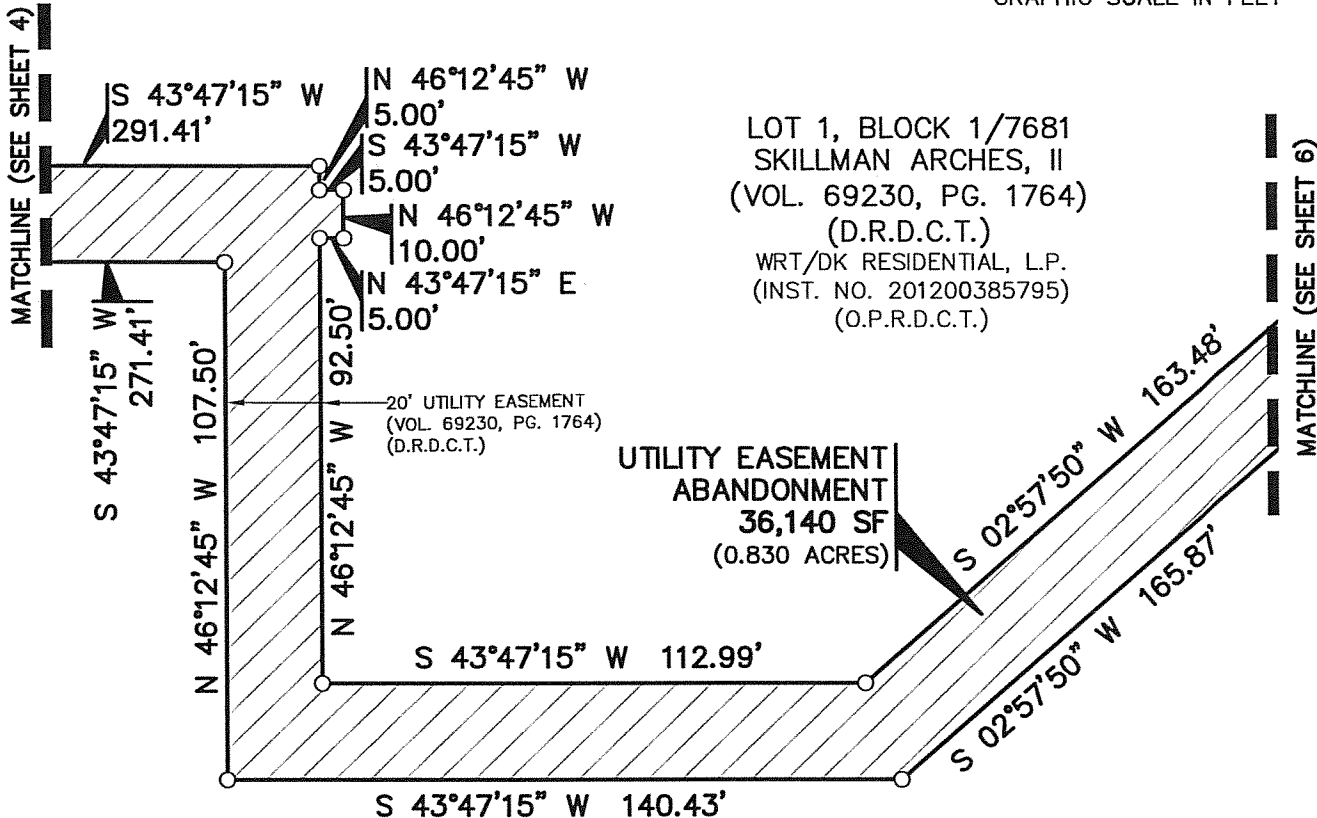 GRAPHIC SCALE IN FEET
MATCHLINE (SEE SHEET 4)
S 43°47'15" W
291.41'
N 46°12'45" W
5.00'
S 43°47'15" W
5.00'
N 46°12'45" W
10.00'
N 43°47'15" E
5.00'
LOT 1, BLOCK 1/7681
SKILLMAN ARCHES, II
(VOL. 69230, PG. 1764)
(D.R.D.C.T.)
WRT/DK RESIDENTIAL, L.P.
(INST. NO. 201200385795)
(O.P.R.D.C.T.)
MATCHLINE (SEE SHEET 6)
S 43°47'15" W
271.41'
N 46°12'45" W 107.50'
N 46°12'45" W 92.50'
20' UTILITY EASEMENT
(VOL. 69230, PG. 1764)
(D.R.D.C.T.)
UTILITY EASEMENT
ABANDONMENT
36,140 SF
(0.830 ACRES)
S 02°57'50" W 163.48'
S 02°57'50" W 165.87'
S 43°47'15" W 112.99'
S 43°47'15" W 140.43'